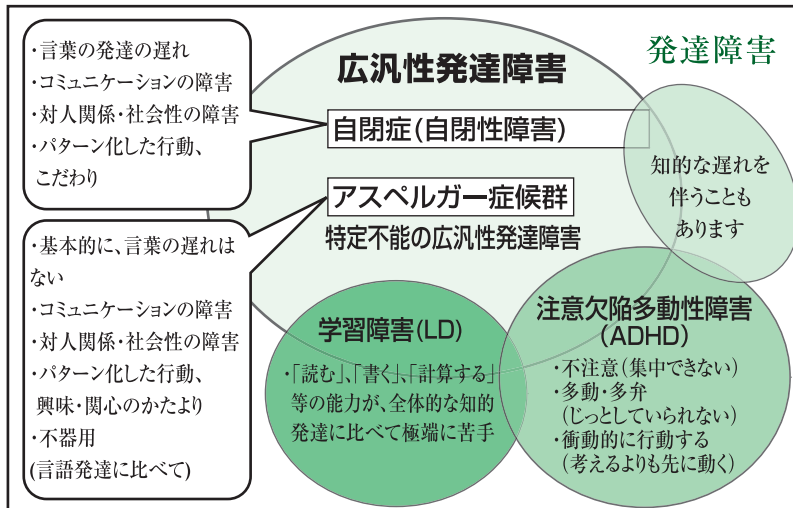 発達障害
広汎性発達障害
自閉症(自閉性障害)
・言葉の発達の遅れ
・コミュニケーションの障害
・対人関係・社会性の障害
・パターン化した行動、
こだわり
アスペルガー症候群
・基本的に、言葉の遅れは
ない
・コミュニケーションの障害
・対人関係・社会性の障害
・パターン化した行動、
興味・関心のかたより
・不器用
(言語発達に比べて)
特定不能の広汎性発達障害
知的な遅れを
伴うことも
あります
学習障害(LD)
・「読む」、「書く」、「計算する」
等の能力が、全体的な知的
発達に比べて極端に苦手
注意欠陥多動性障害
(ADHD)
・不注意(集中できない)
・多動・多弁
(じっとしていられない)
・衝動的に行動する
(考えるよりも先に動く)